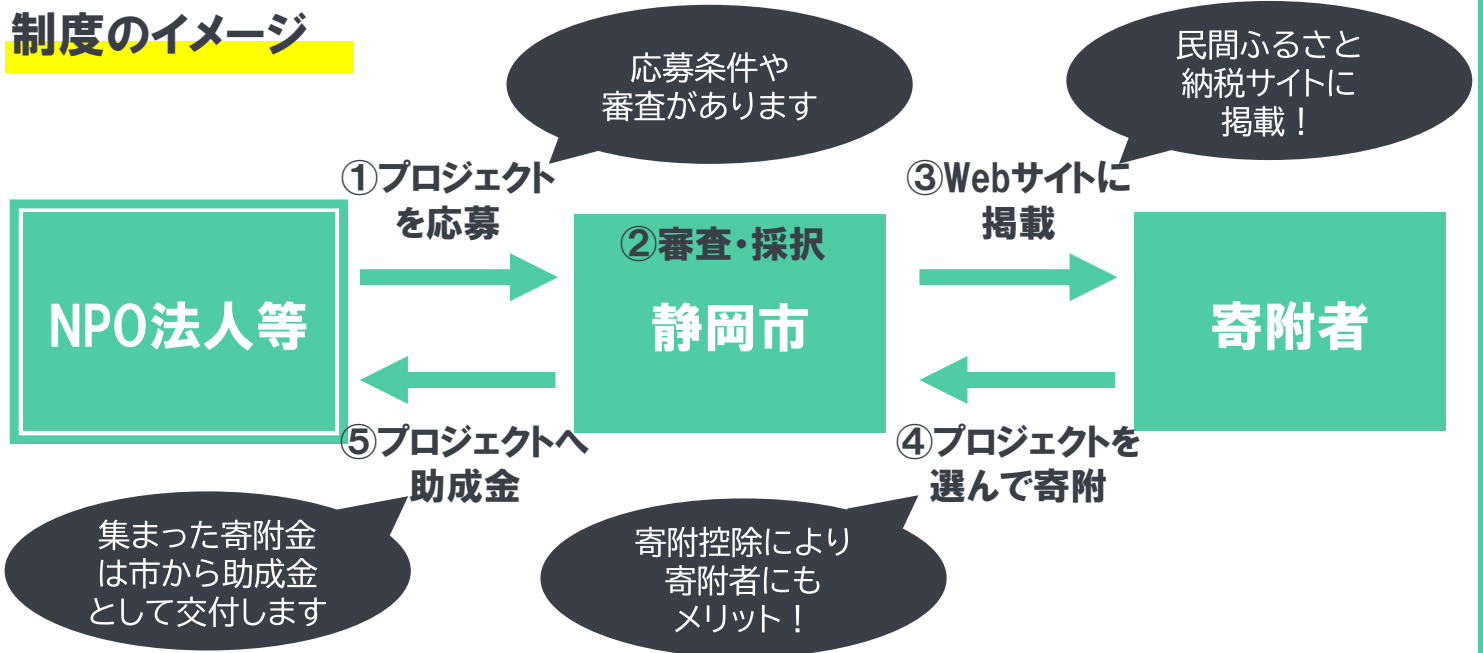 制度のイメージ
応募条件や
審査があります
民間ふるさと
納税サイトに
掲載！
①プロジェクト
を応募
③Webサイトに
掲載
NPO法人等
②審査・採択
静岡市
寄附者
⑤プロジェクトへ
助成金
④プロジェクトを
選んで寄附
集まった寄附金
は市から助成金
として交付します
寄附控除により
寄附者にも
メリット！